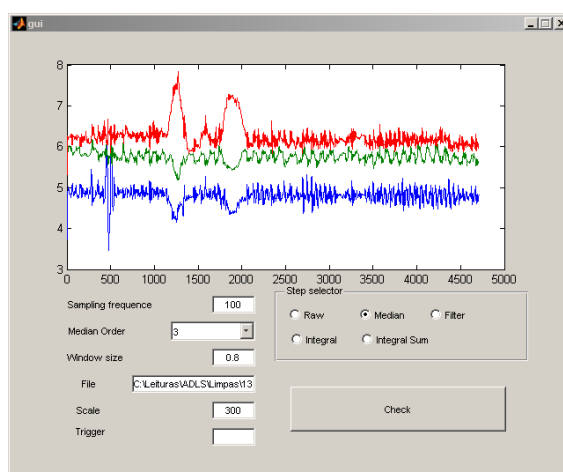 gui
8
7
6
5
4
3
0 500 1000 1500 2000 2500 3000 3500 4000 4500 5000
Step selector
Sampling frequence 100
Raw Median Filter
Median Order 3
Integral Integral Sum
Window size 0.8
File C:\Leituras\ADLS\Limpas\13
Check
Scale 300
Trigger